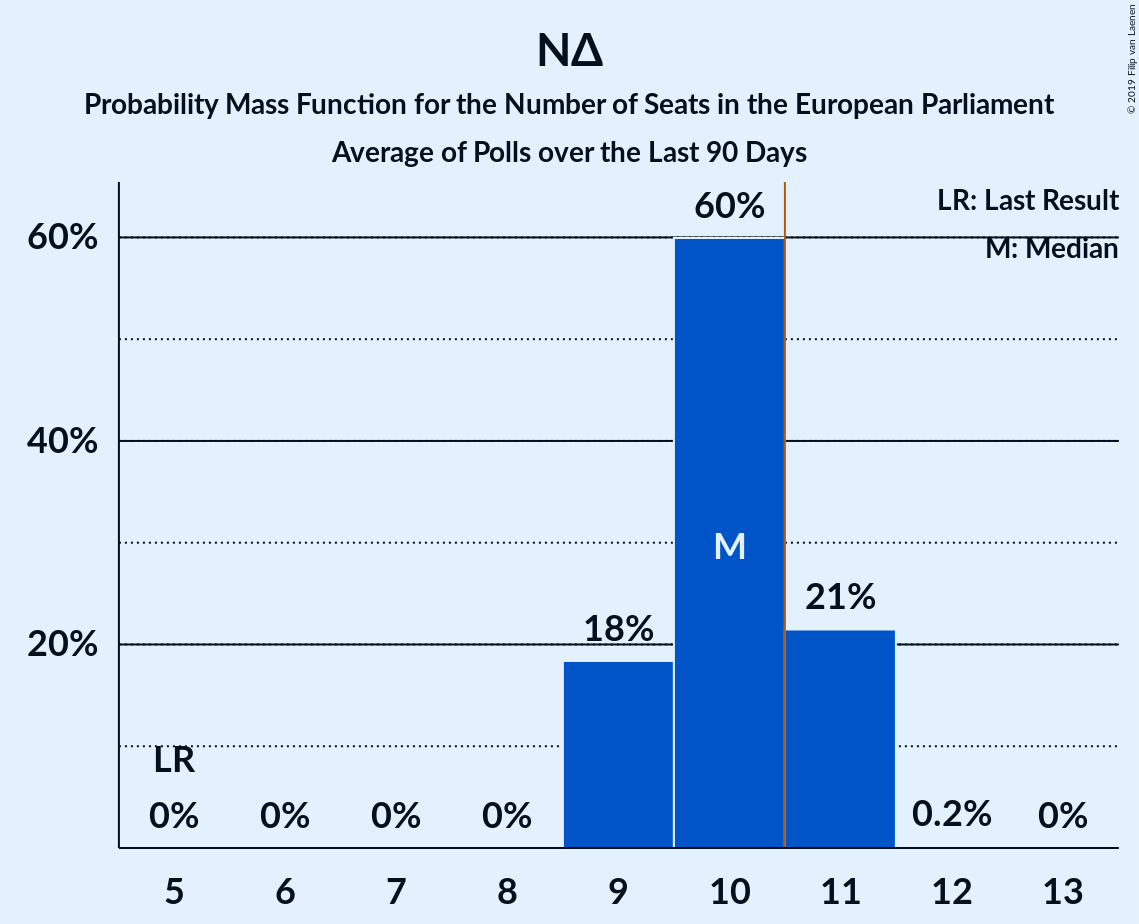 © 2019 Filip van Laenen
ΝΔ
Probability Mass Function for the Number of Seats in the European Parliament
Average of Polls over the Last 90 Days
LR: Last Result
M: Median
60%
60%
40%
M
21%
18%
20%
LR
0% 0% 0% 0% 0.2% 0%
5 6 7 8 9 10 11 12 13